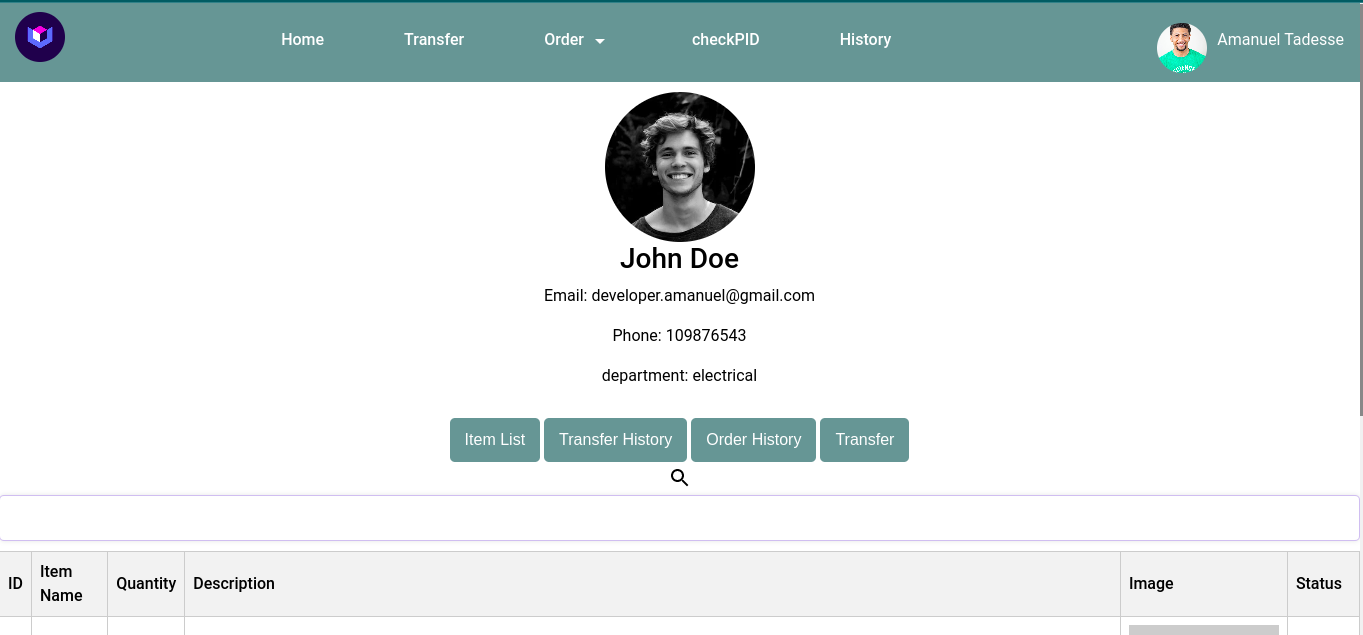 Home Transfer Order checkPID History Amanuel Tadesse
John Doe
Email: developer.amanuel@gmail.com
Phone: 109876543
department: electrical
Item List Transfer History Order History Transfer
ID Item Name Quantity Description Image Status